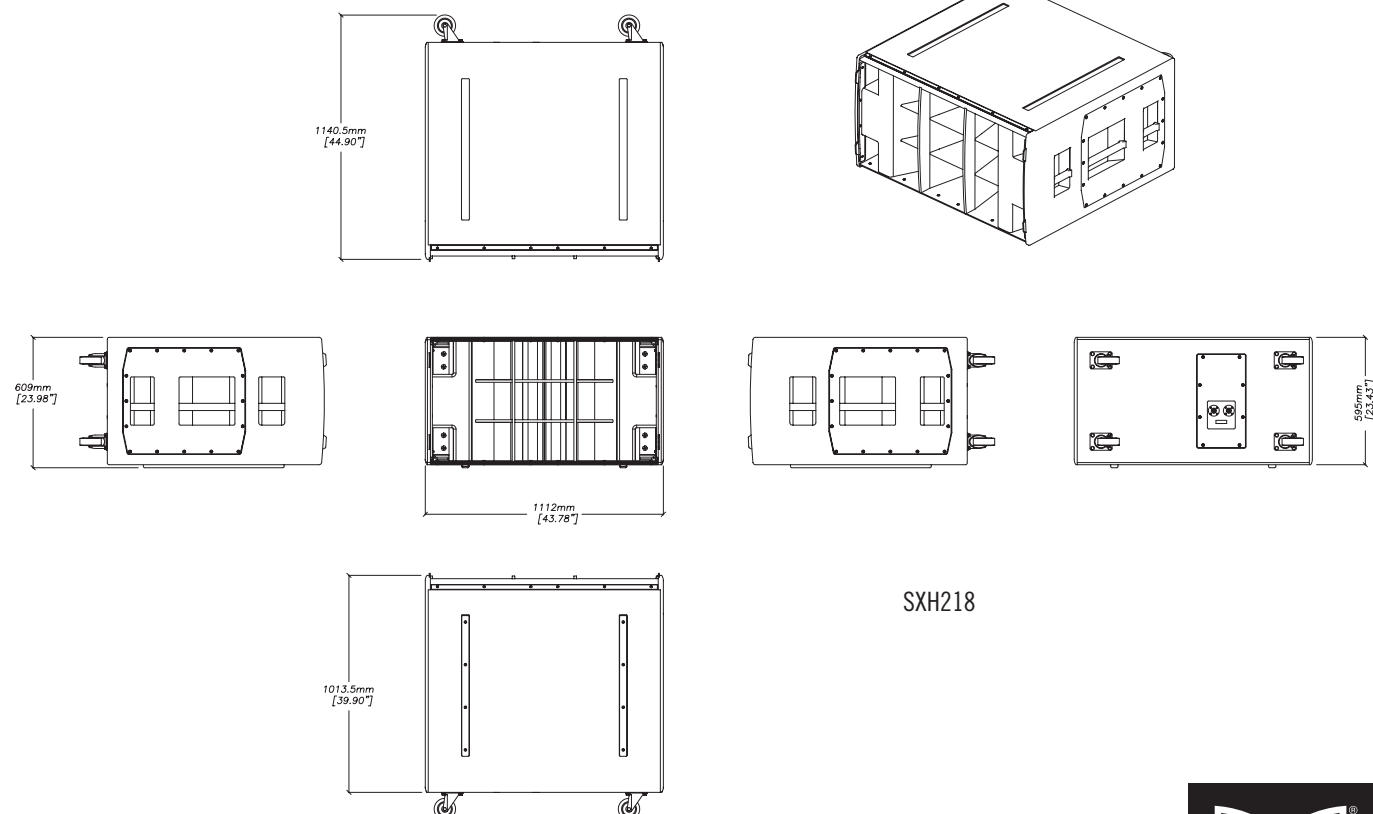 1140.5mm
[44.90"]
609mm
[23.98"]
595mm
[23.43"]
1112mm
[43.78"]
SXH218
1013.5mm
[39.90"]
®